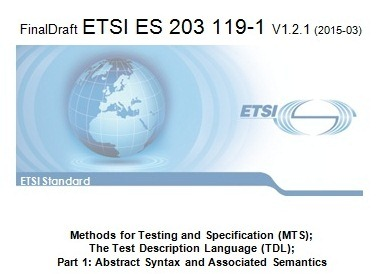 FinalDraft ETSI ES 203 119-1 V1.2.1 (2015-03)
ETSI
ETSI Standard
Methods for Testing and Specification (MTS);
The Test Description Language (TDL);
Part 1: Abstract Syntax and Associated Semantics